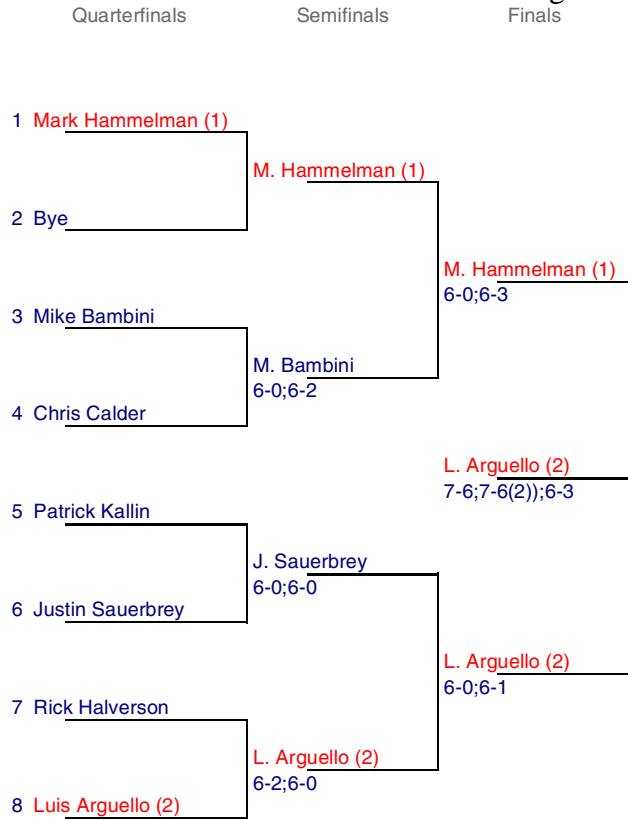 Quarterfinals Semifinals Finals
1 Mark Hammelman (1)
M. Hammelman (1)
2 Bye
M. Hammelman (1)
6-0;6-3
3 Mike Bambini
M. Bambini
6-0;6-2
4 Chris Calder
L. Arguello (2)
7-6;7-6(2));6-3
5 Patrick Kallin
J. Sauerbrey
6-0;6-0
6 Justin Sauerbrey
L. Arguello (2)
6-0;6-1
7 Rick Halverson
L. Arguello (2)
6-2;6-0
8 Luis Arguello (2)